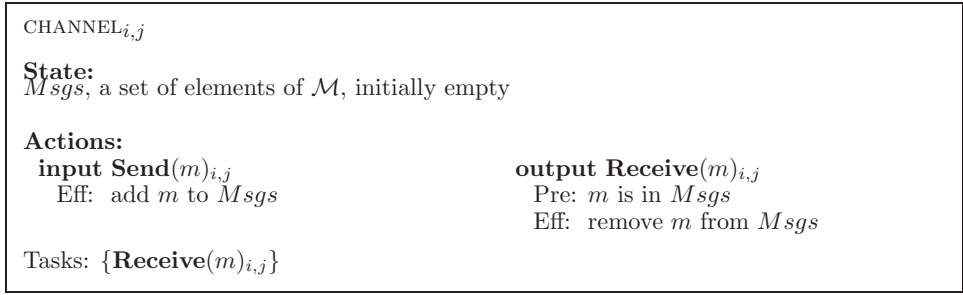 CHANNEL_{i,j}
State:
Msgs, a set of elements of ℳ, initially empty
Actions:
input Send(m)_{i,j}
Eff: add m to Msgs
output Receive(m)_{i,j}
Pre: m is in Msgs
Eff: remove m from Msgs
Tasks: {Receive(m)_{i,j}}